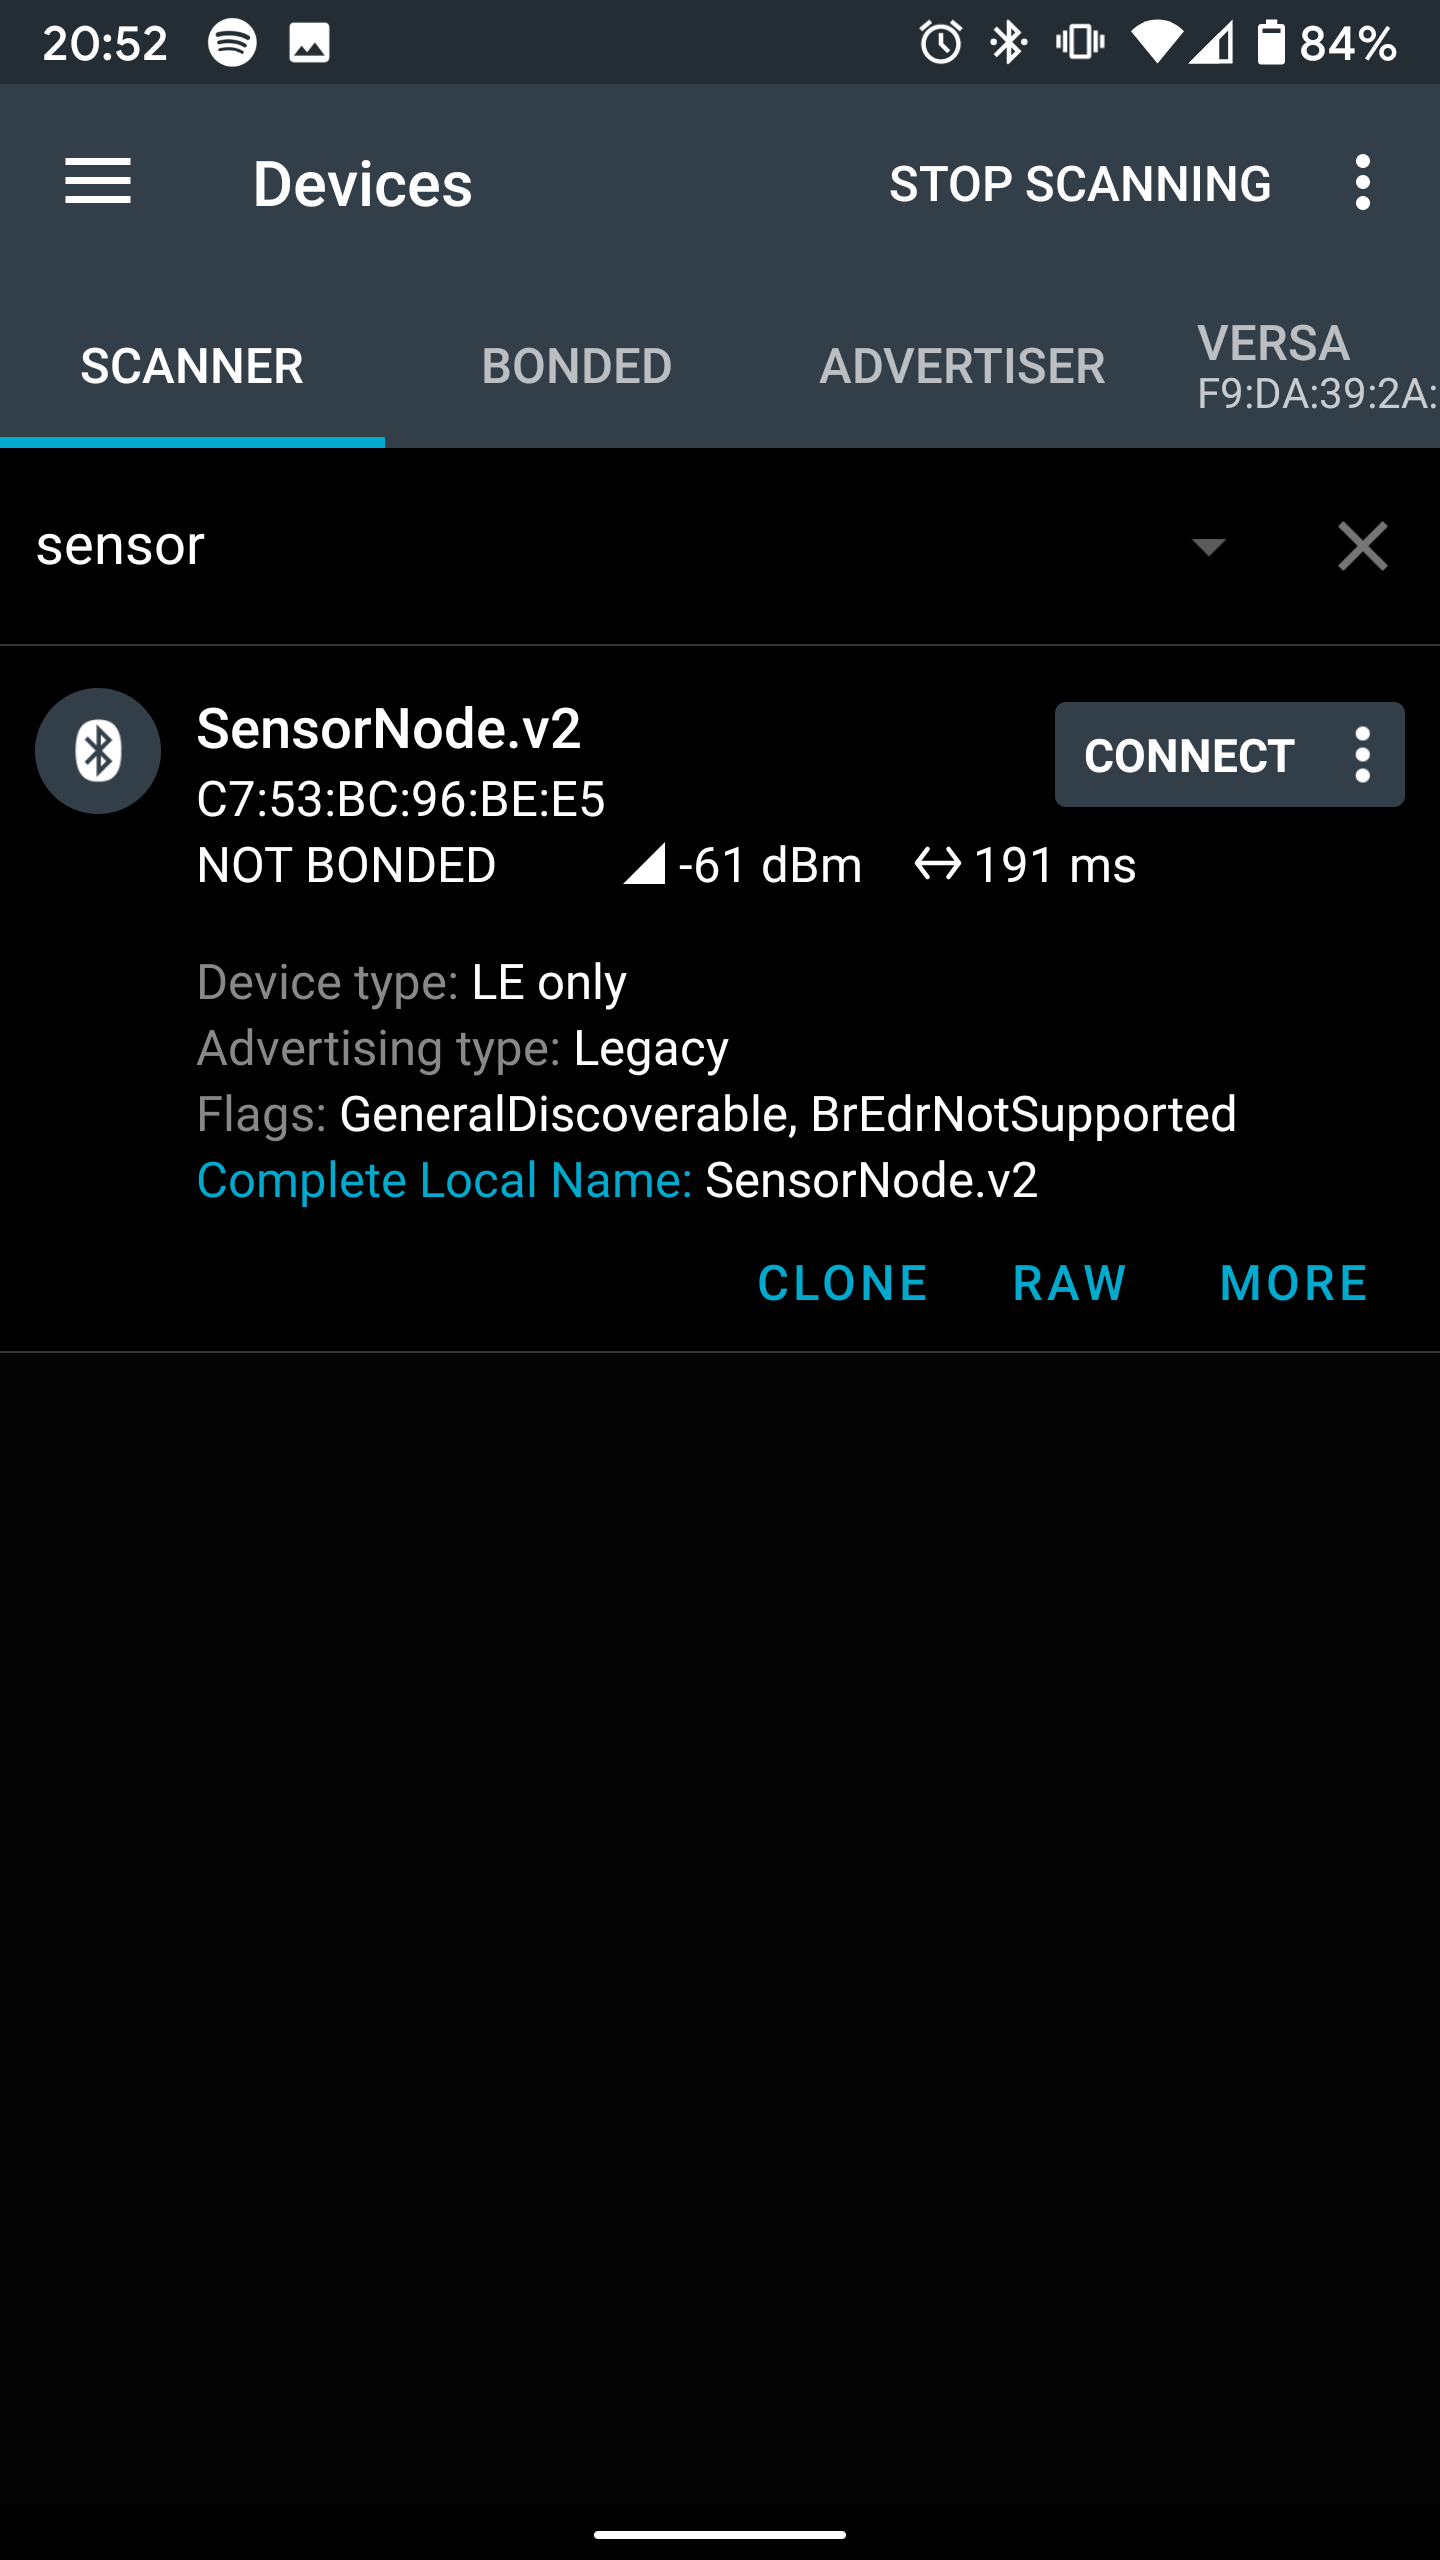 20:52 84%
Devices STOP SCANNING
SCANNER BONDED ADVERTISER VERSA
F9:DA:39:2A:
sensor
SensorNode.v2 CONNECT
C7:53:BC:96:BE:E5
NOT BONDED -61 dBm 191 ms
Device type: LE only
Advertising type: Legacy
Flags: GeneralDiscoverable, BrEdrNotSupported
Complete Local Name: SensorNode.v2
CLONE RAW MORE